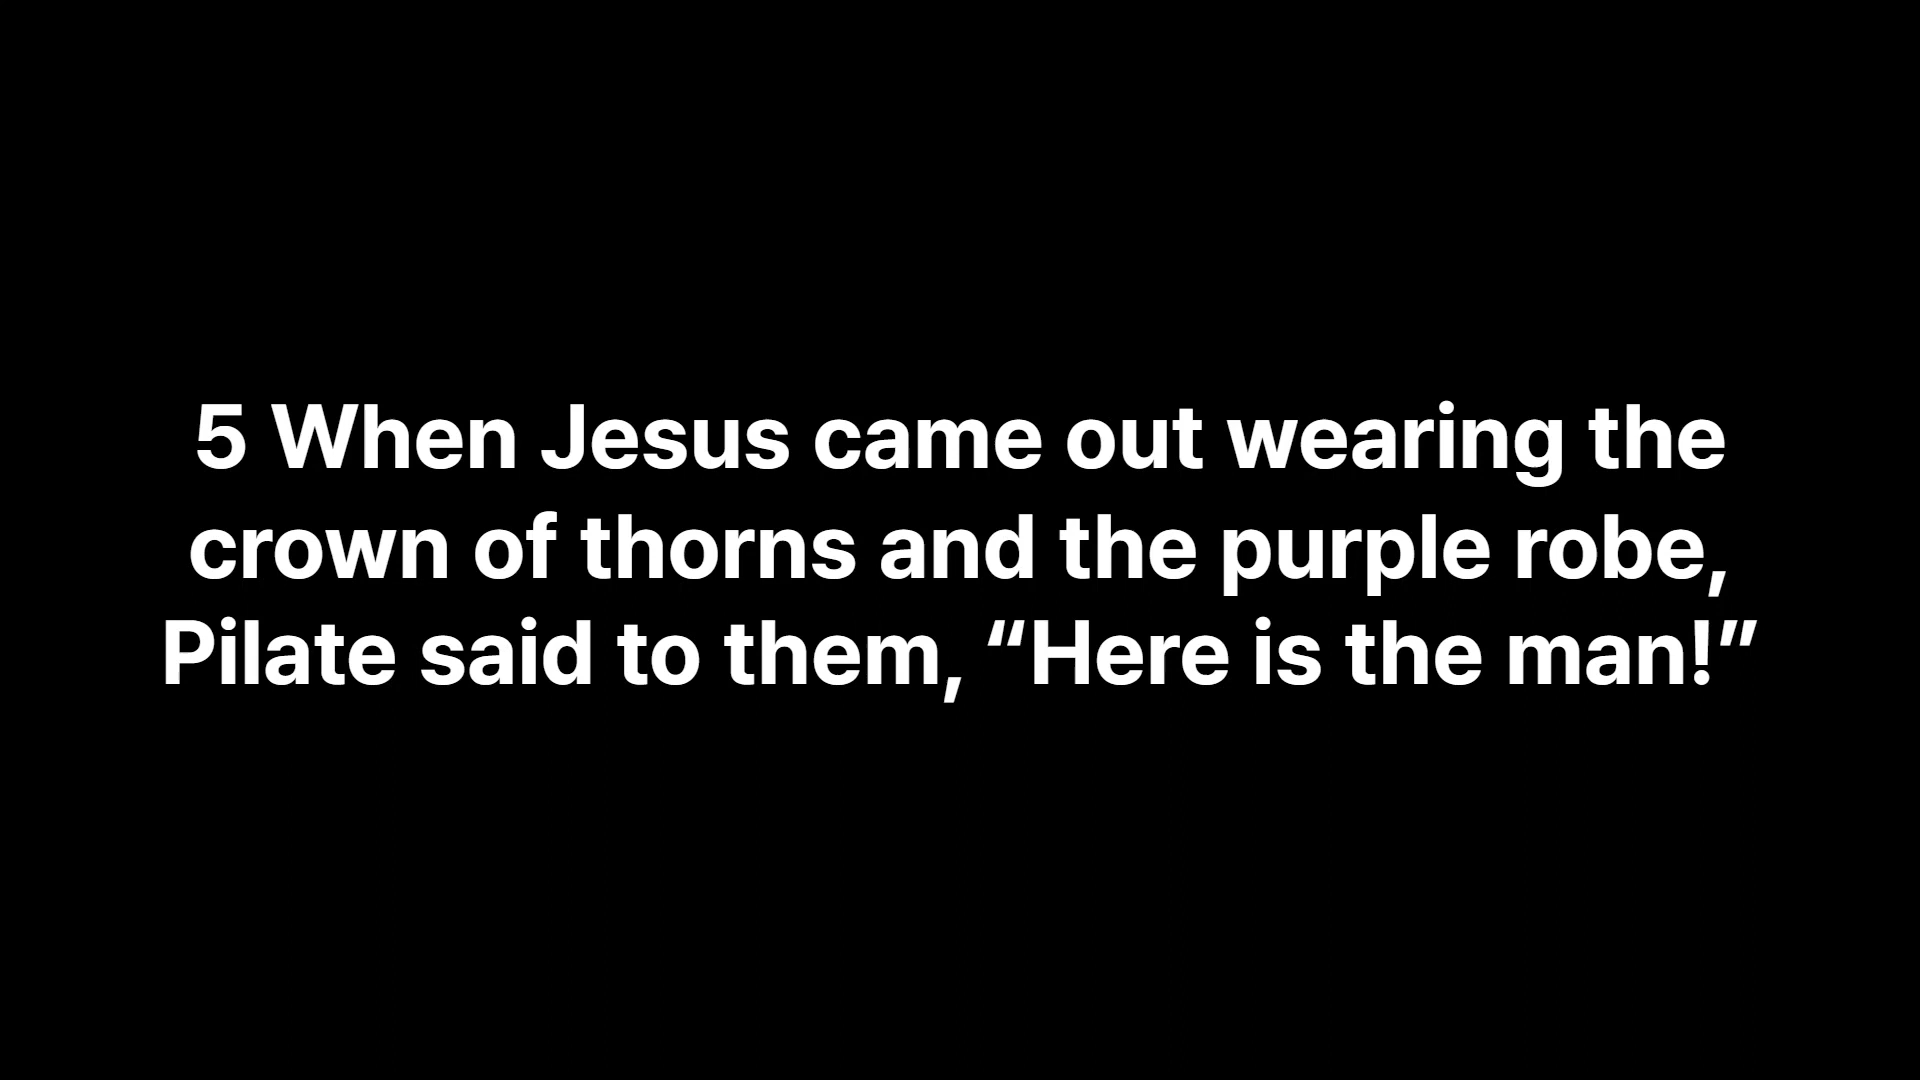 5 When Jesus came out wearing the
crown of thorns and the purple robe,
Pilate said to them, “Here is the man!”